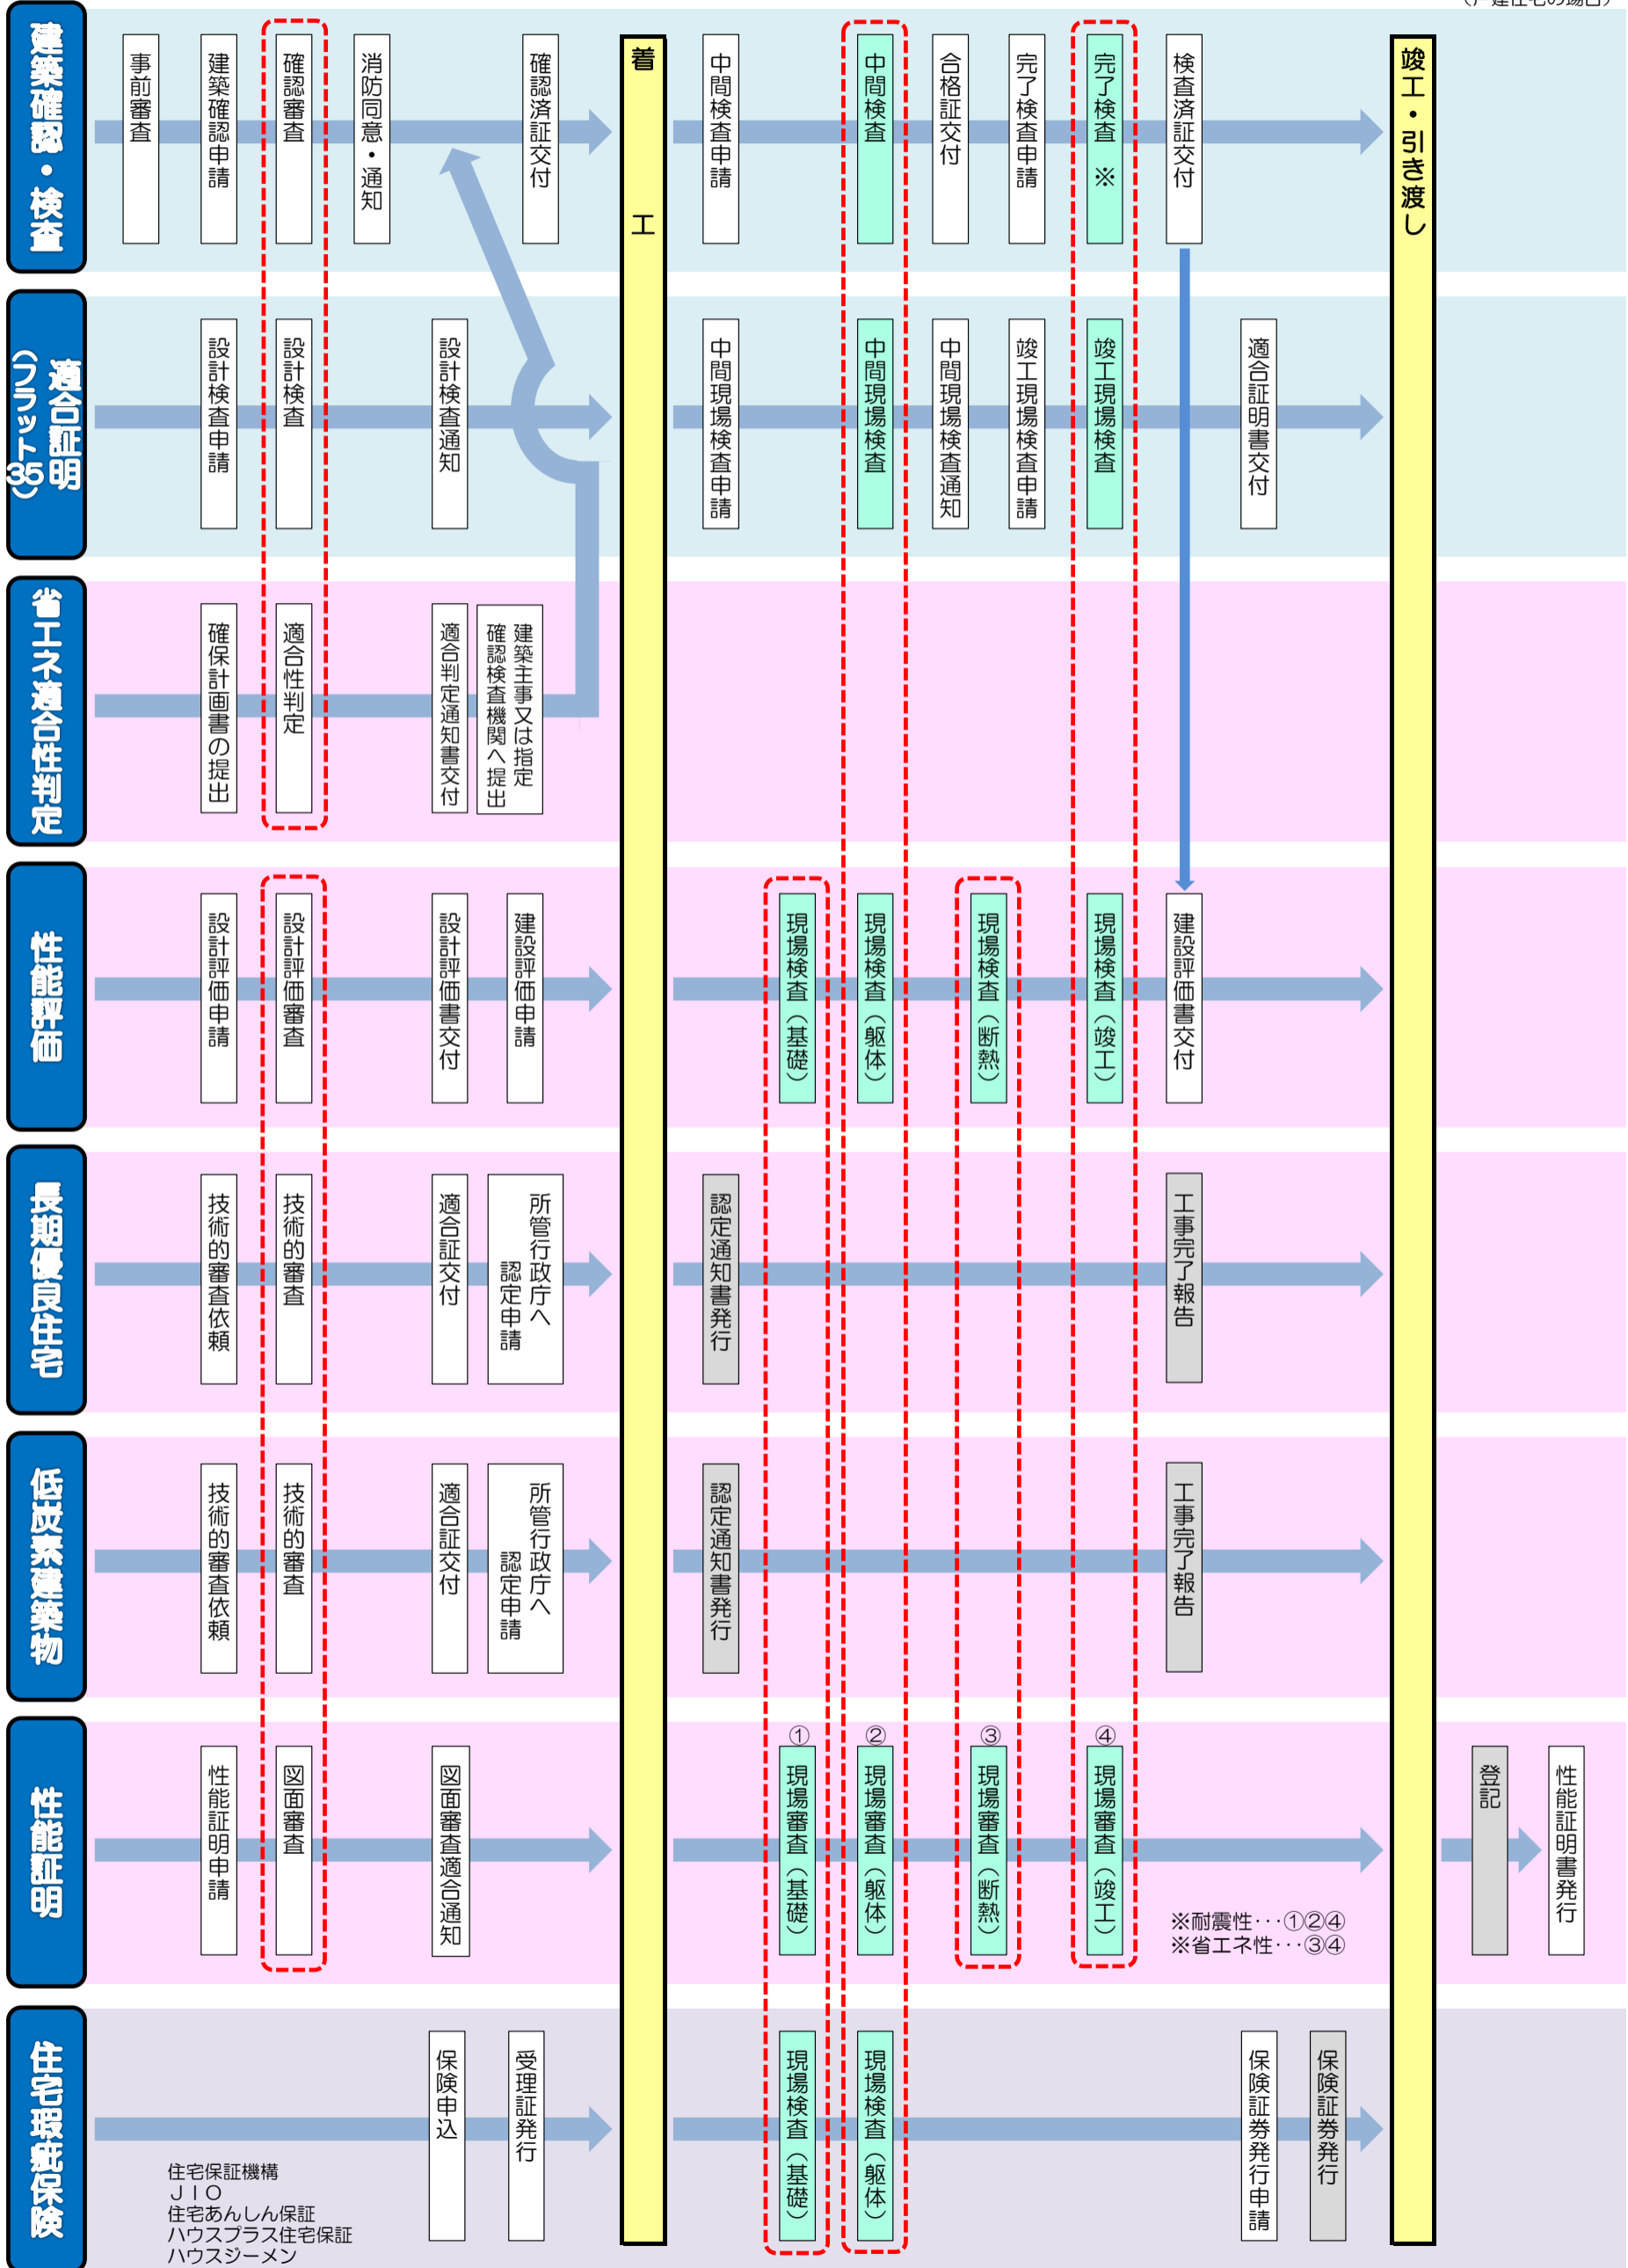 建築確認・検査
事前審査
建築確認申請
確認審査
消防同意・通知
確認済証交付
着工
中間検査申請
中間検査
合格証交付
完了検査申請
完了検査 ※
検査済証交付
竣工・引き渡し
適合証明
（フラット35）
設計検査申請
設計検査
設計検査通知
中間現場検査申請
中間現場検査
中間現場検査通知
竣工現場検査申請
竣工現場検査
適合証明書交付
省エネ適合性判定
確保計画書の提出
適合性判定
適合判定通知書交付
建築主事又は指定
確認検査機関へ提出
性能評価
設計評価申請
設計評価審査
設計評価書交付
建設評価申請
現場検査（基礎）
現場検査（躯体）
現場検査（断熱）
現場検査（竣工）
建設評価書交付
長期優良住宅
技術的審査依頼
技術的審査
適合証交付
所管行政庁へ
認定申請
認定通知書発行
工事完了報告
低炭素建築物
技術的審査依頼
技術的審査
適合証交付
所管行政庁へ
認定申請
認定通知書発行
工事完了報告
性能証明
性能証明申請
図面審査
図面審査適合通知
①
現場審査（基礎）
②
現場審査（躯体）
③
現場審査（断熱）
④
現場審査（竣工）
※耐震性･･･①②④
※省エネ性･･･③④
登記
性能証明書発行
住宅瑕疵保険
住宅保証機構
ＪＩＯ
住宅あんしん保証
ハウスプラス住宅保証
ハウスジーメン
保険申込
受理証発行
現場検査（基礎）
現場検査（躯体）
保険証券発行申請
保険証券発行